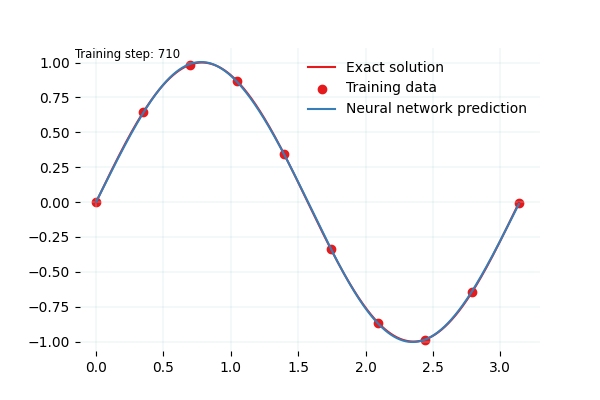 Training step: 710
Exact solution
Training data
Neural network prediction
1.00
0.75
0.50
0.25
0.00
−0.25
−0.50
−0.75
−1.00
0.0 0.5 1.0 1.5 2.0 2.5 3.0